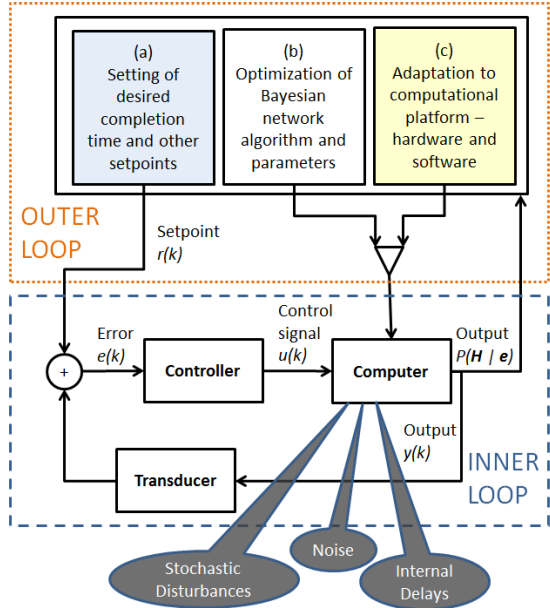 (a)
Setting of
desired
completion
time and other
setpoints
(b)
Optimization of
Bayesian
network
algorithm and
parameters
(c)
Adaptation to
computational
platform –
hardware and
software
OUTER
LOOP
Setpoint
r(k)
Error
e(k)
Controller
Control
signal
u(k)
Computer
Output
P(H | e)
+
Output
y(k)
Transducer
INNER
LOOP
Stochastic
Disturbances
Noise
Internal
Delays